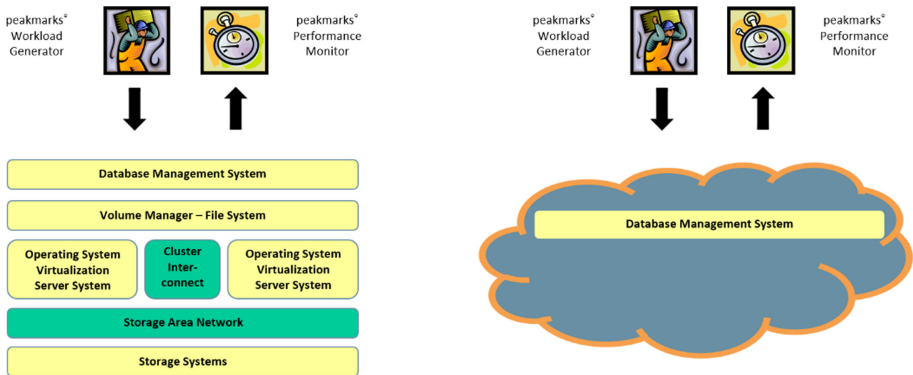 peakmarks®
Workload
Generator
peakmarks®
Performance
Monitor
Database Management System
Volume Manager – File System
Operating System
Virtualization
Server System
Cluster
Inter-
connect
Operating System
Virtualization
Server System
Storage Area Network
Storage Systems
peakmarks®
Workload
Generator
peakmarks®
Performance
Monitor
Database Management System